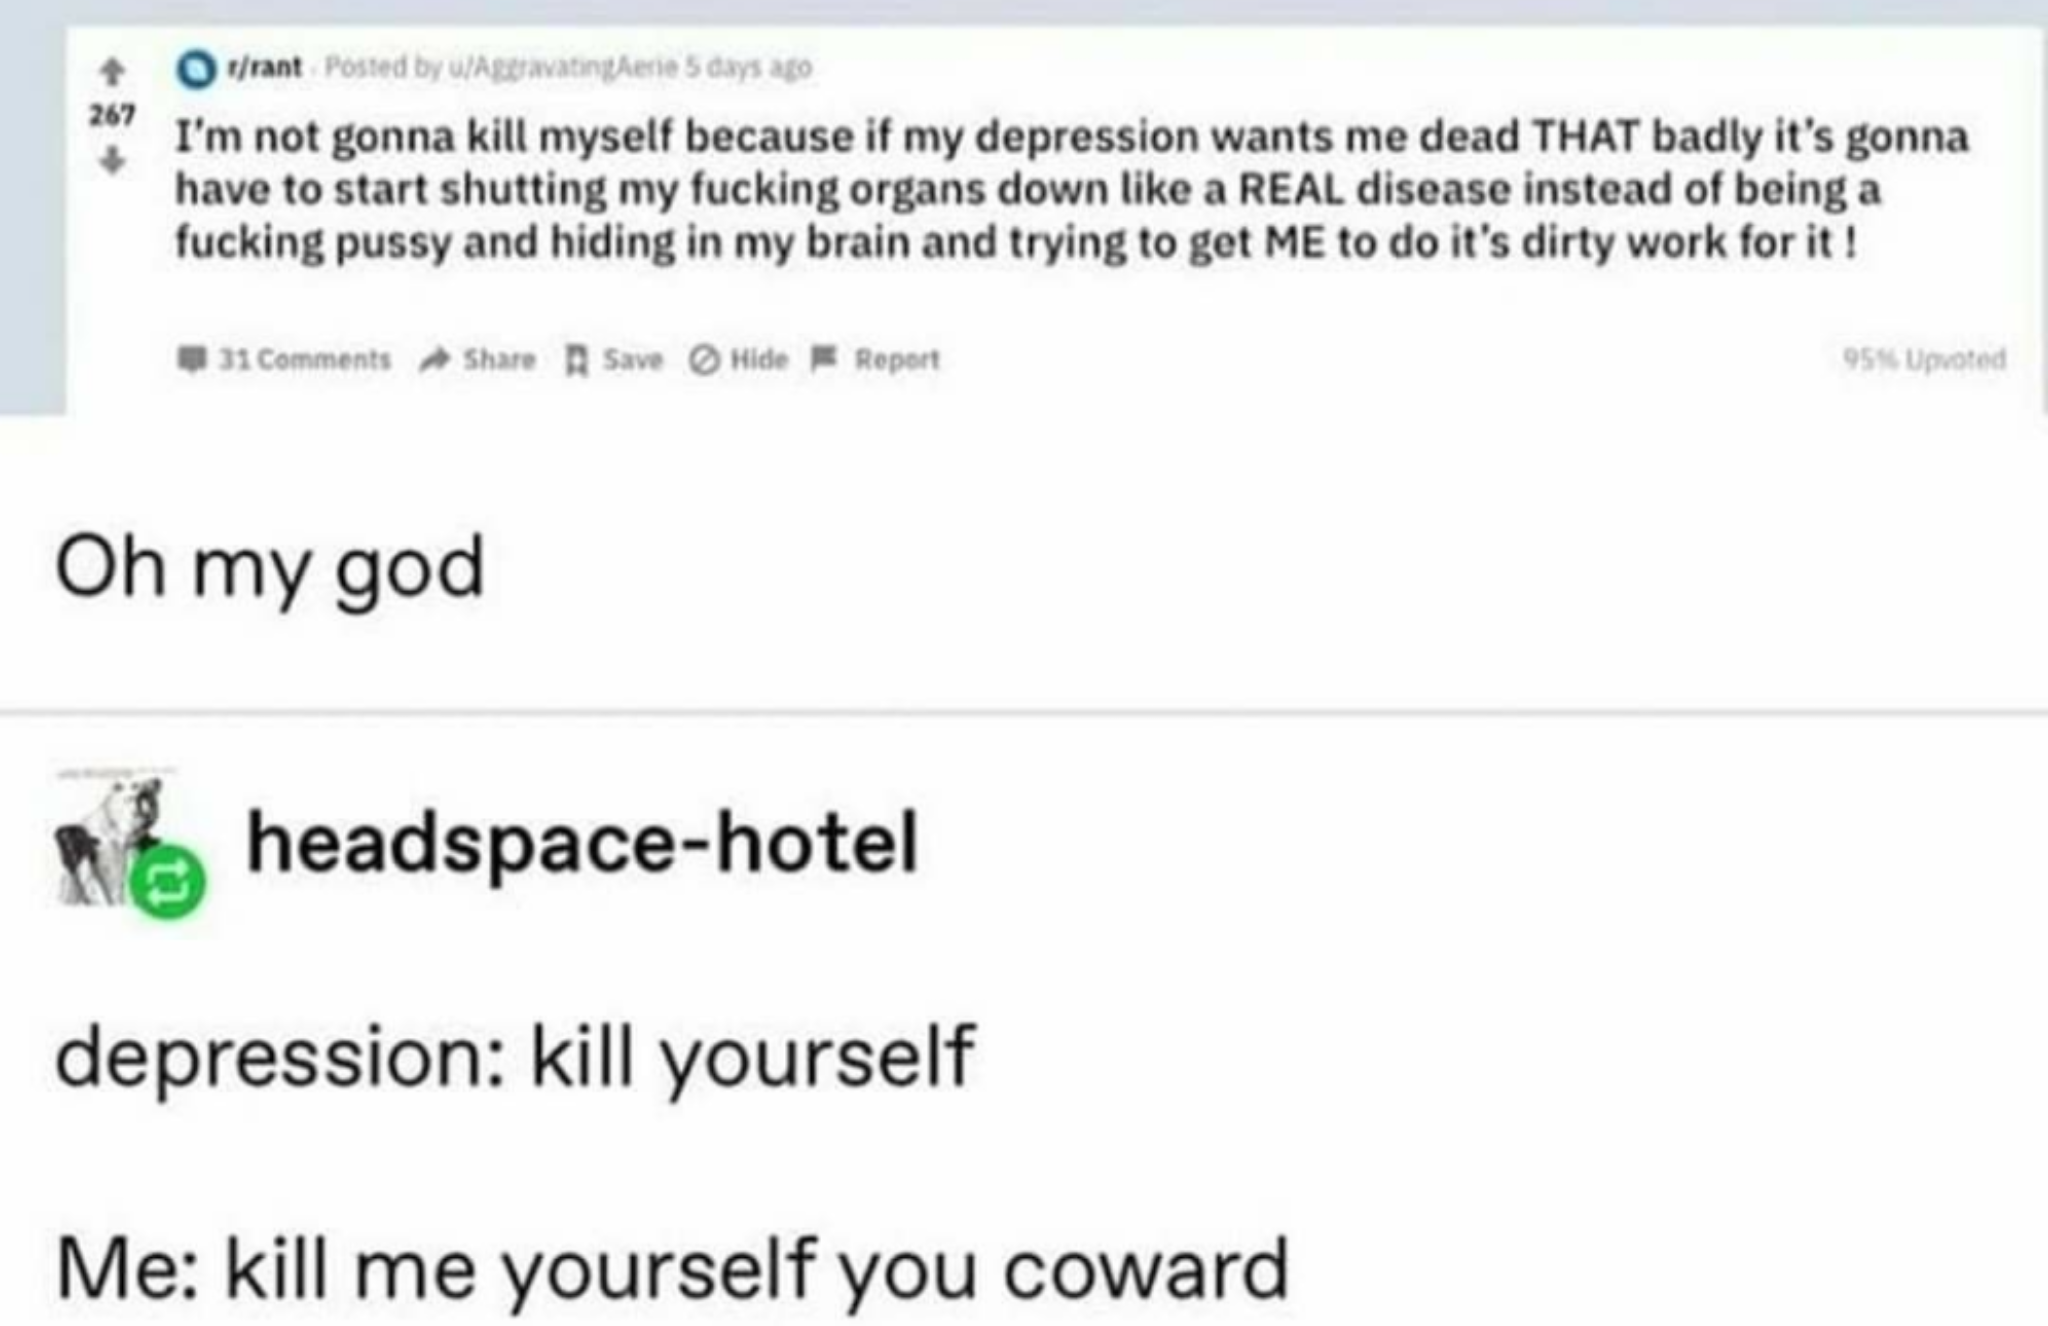 r/rant · Posted by u/AggravatingAerie 5 days ago
267
I'm not gonna kill myself because if my depression wants me dead THAT badly it's gonna
have to start shutting my fucking organs down like a REAL disease instead of being a
fucking pussy and hiding in my brain and trying to get ME to do it's dirty work for it !
31 Comments Share Save Hide Report 95% Upvoted
Oh my god
headspace-hotel
depression: kill yourself
Me: kill me yourself you coward